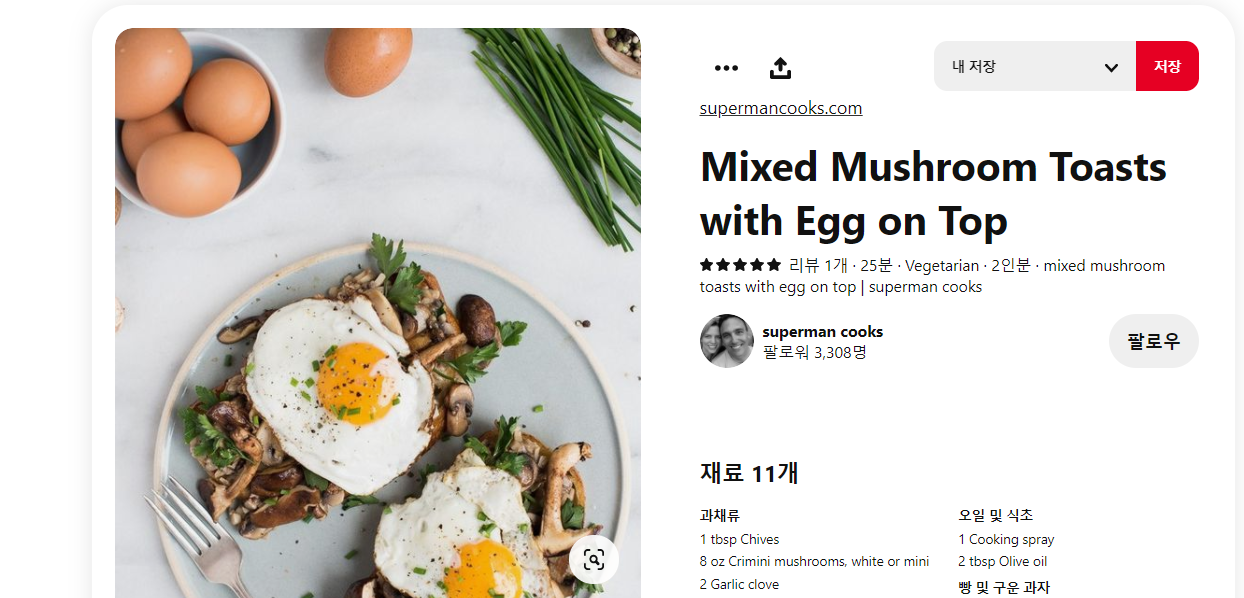 내 저장
저장
supermancooks.com
Mixed Mushroom Toasts
with Egg on Top
리뷰 1개 · 25분 · Vegetarian · 2인분 · mixed mushroom
toasts with egg on top | superman cooks
superman cooks
팔로워 3,308명
팔로우
재료 11개
과채류
1 tbsp Chives
8 oz Crimini mushrooms, white or mini
2 Garlic clove
오일 및 식초
1 Cooking spray
2 tbsp Olive oil
빵 및 구운 과자